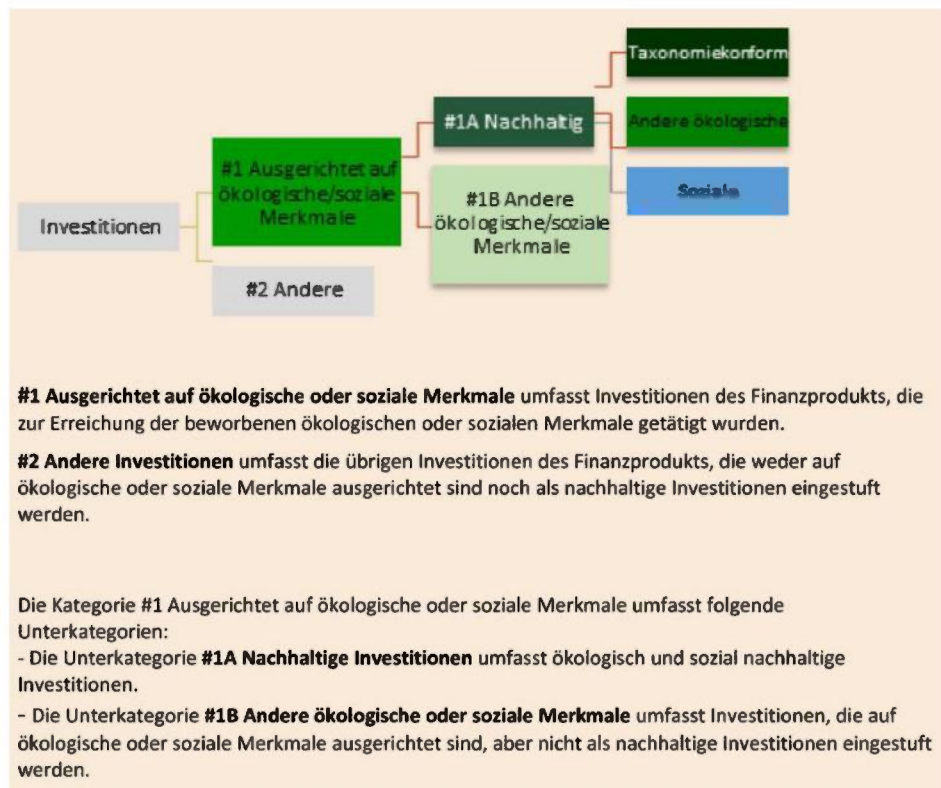 Taxonomiekonform
#1A Nachhaltig
Andere ökologische
#1 Ausgerichtet auf
ökologische/soziale
Merkmale
Soziale
#1B Andere
ökologische/soziale
Merkmale
Investitionen
#2 Andere
#1 Ausgerichtet auf ökologische oder soziale Merkmale umfasst Investitionen des Finanzprodukts, die
zur Erreichung der beworbenen ökologischen oder sozialen Merkmale getätigt wurden.
#2 Andere Investitionen umfasst die übrigen Investitionen des Finanzprodukts, die weder auf
ökologische oder soziale Merkmale ausgerichtet sind noch als nachhaltige Investitionen eingestuft
werden.
Die Kategorie #1 Ausgerichtet auf ökologische oder soziale Merkmale umfasst folgende
Unterkategorien:
- Die Unterkategorie #1A Nachhaltige Investitionen umfasst ökologisch und sozial nachhaltige
Investitionen.
- Die Unterkategorie #1B Andere ökologische oder soziale Merkmale umfasst Investitionen, die auf
ökologische oder soziale Merkmale ausgerichtet sind, aber nicht als nachhaltige Investitionen eingestuft
werden.